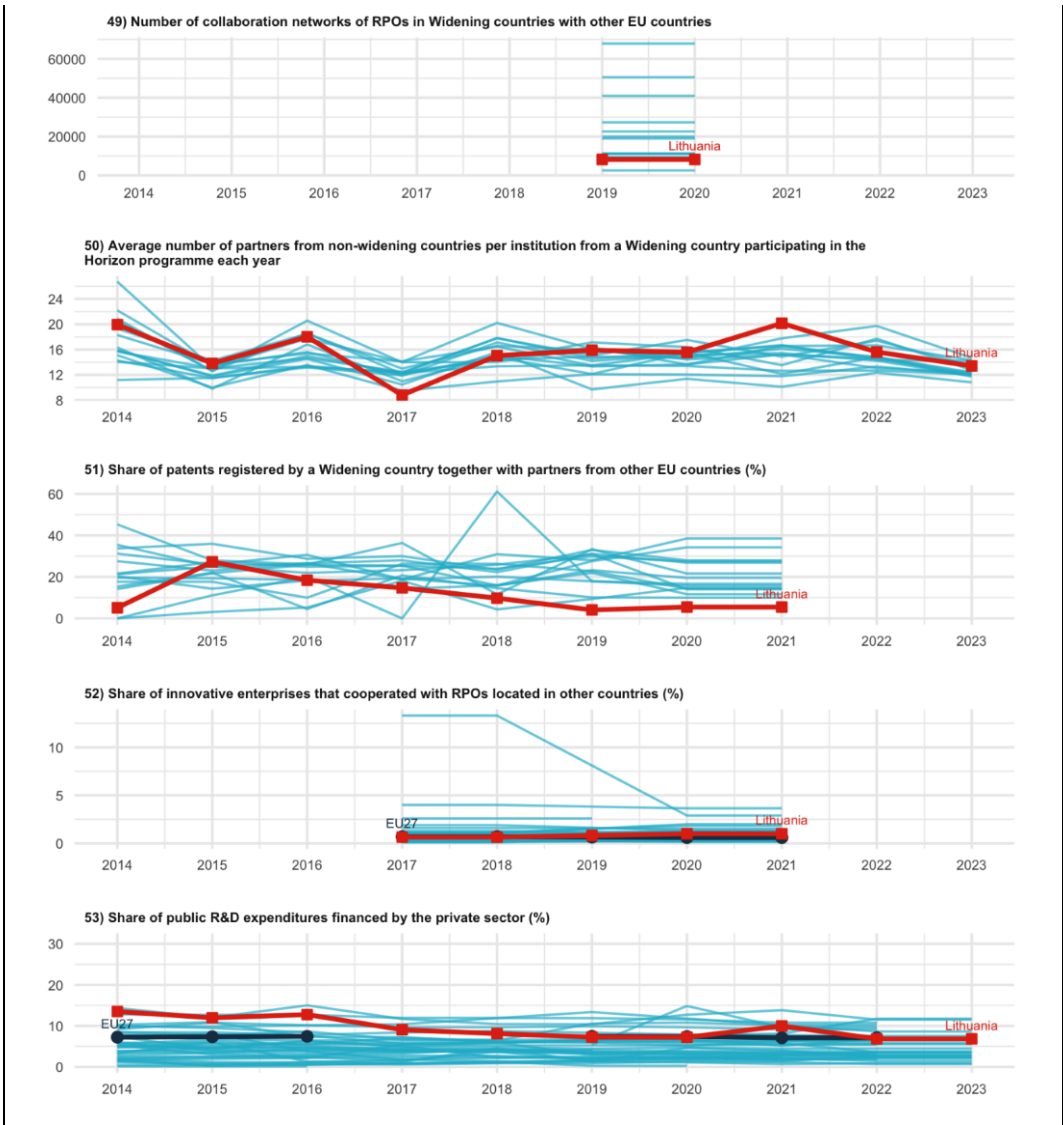 49) Number of collaboration networks of RPOs in Widening countries with other EU countries
60000
40000
20000
0
Lithuania
2014 2015 2016 2017 2018 2019 2020 2021 2022 2023
50) Average number of partners from non-widening countries per institution from a Widening country participating in the
Horizon programme each year
24
20
16
12
8
Lithuania
2014 2015 2016 2017 2018 2019 2020 2021 2022 2023
51) Share of patents registered by a Widening country together with partners from other EU countries (%)
60
40
20
0
Lithuania
2014 2015 2016 2017 2018 2019 2020 2021 2022 2023
52) Share of innovative enterprises that cooperated with RPOs located in other countries (%)
10
5
0
EU27
Lithuania
2014 2015 2016 2017 2018 2019 2020 2021 2022 2023
53) Share of public R&D expenditures financed by the private sector (%)
30
20
10
0
EU27
Lithuania
2014 2015 2016 2017 2018 2019 2020 2021 2022 2023